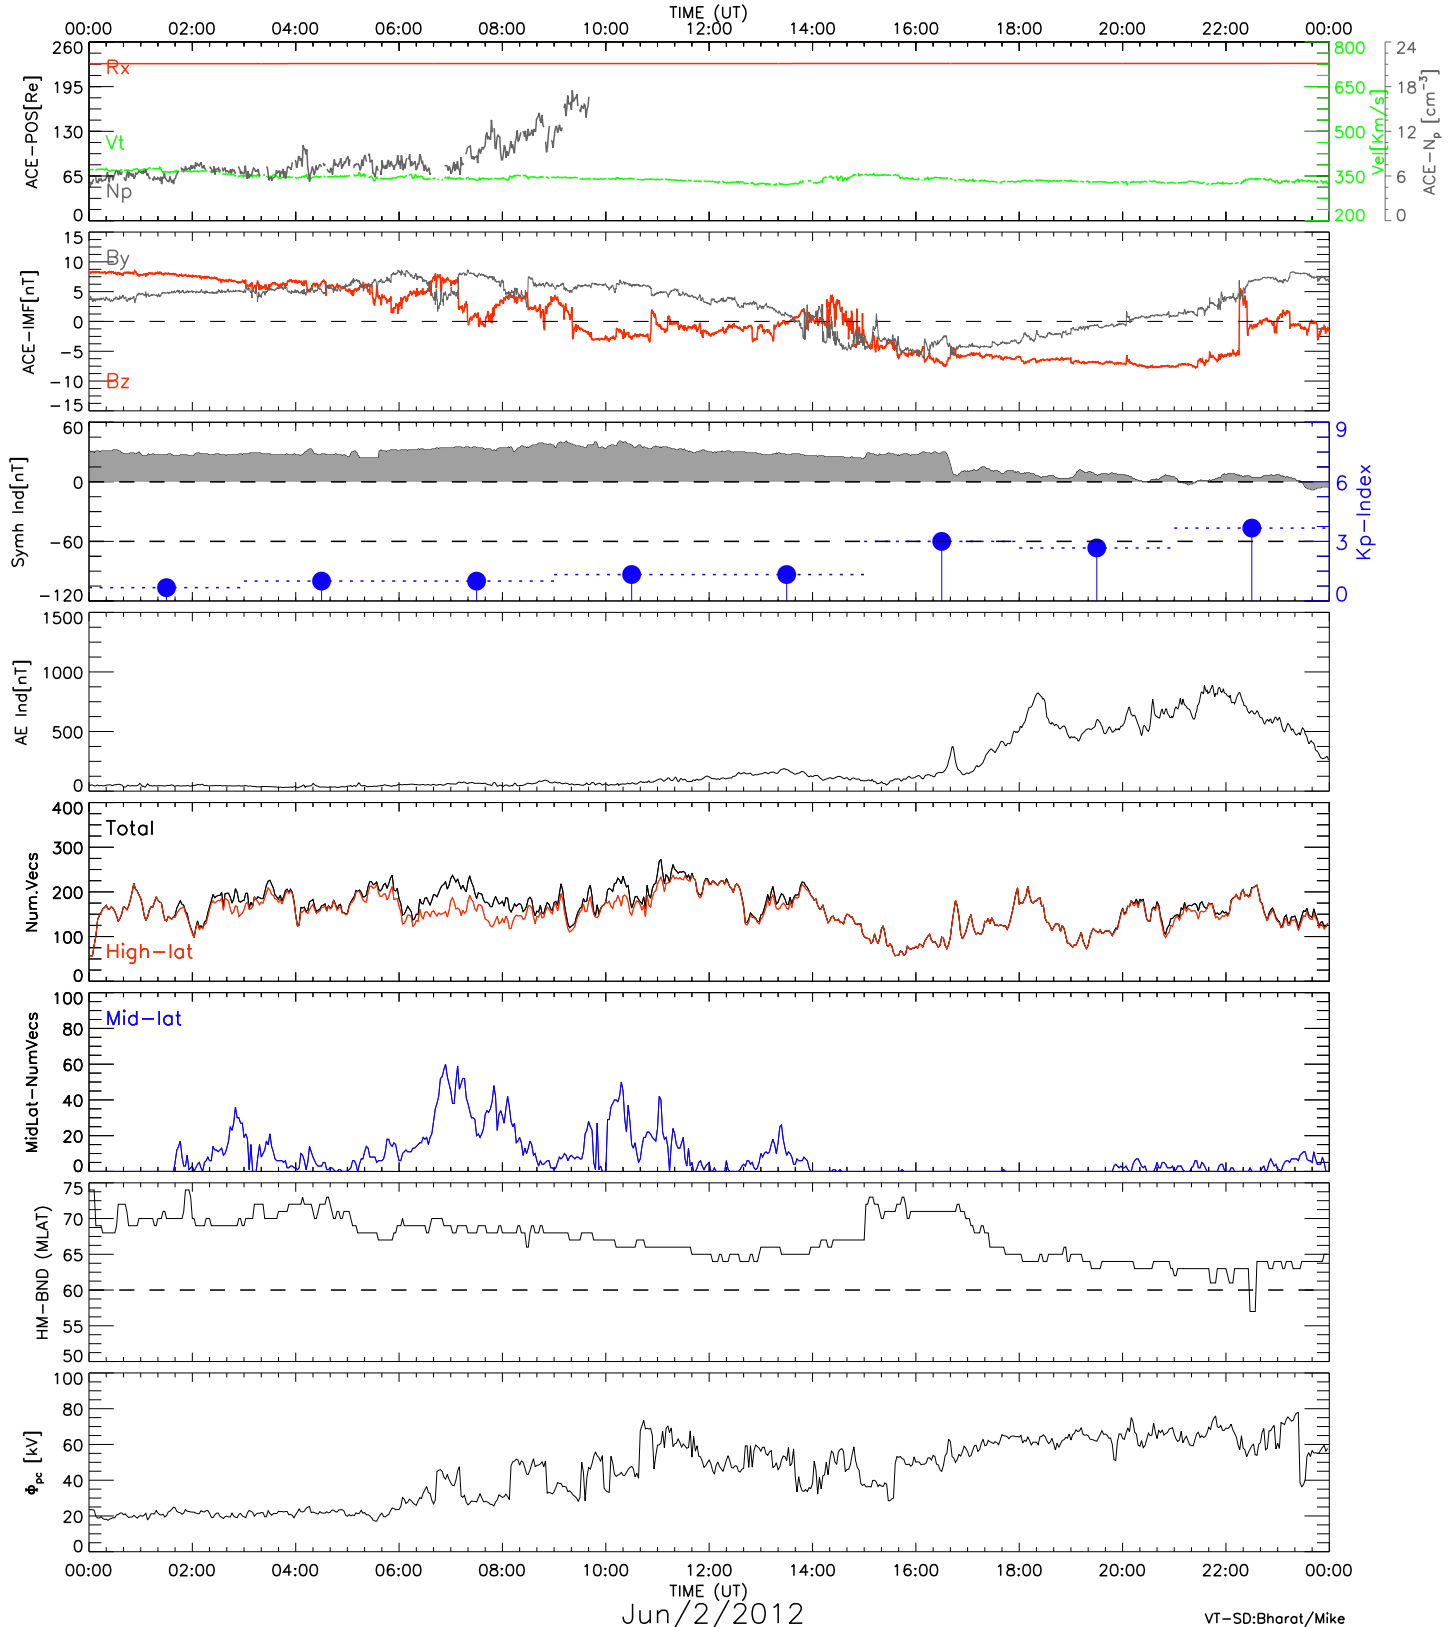 TIME (UT)
00:00 02:00 04:00 06:00 08:00 10:00 12:00 14:00 16:00 18:00 20:00 22:00 00:00
ACE-POS[Re]
260
195
130
65
0
Rx
Vt
Np
800
650
500
350
200
Vel[Km/s]
24
18
12
6
0
ACE-Np [cm-3]
ACE-IMF[nT]
15
10
5
0
-5
-10
-15
By
Bz
Symh Ind[nT]
60
0
-60
-120
9
6
3
0
Kp-Index
AE Ind[nT]
1500
1000
500
0
Num.Vecs
400
300
200
100
0
Total
High-lat
MidLat-NumVecs
100
80
60
40
20
0
Mid-lat
HM-BND (MLAT)
75
70
65
60
55
50
Φpc [kV]
100
80
60
40
20
0
00:00 02:00 04:00 06:00 08:00 10:00 12:00 14:00 16:00 18:00 20:00 22:00 00:00
TIME (UT)
Jun/2/2012
VT-SD:Bharat/Mike